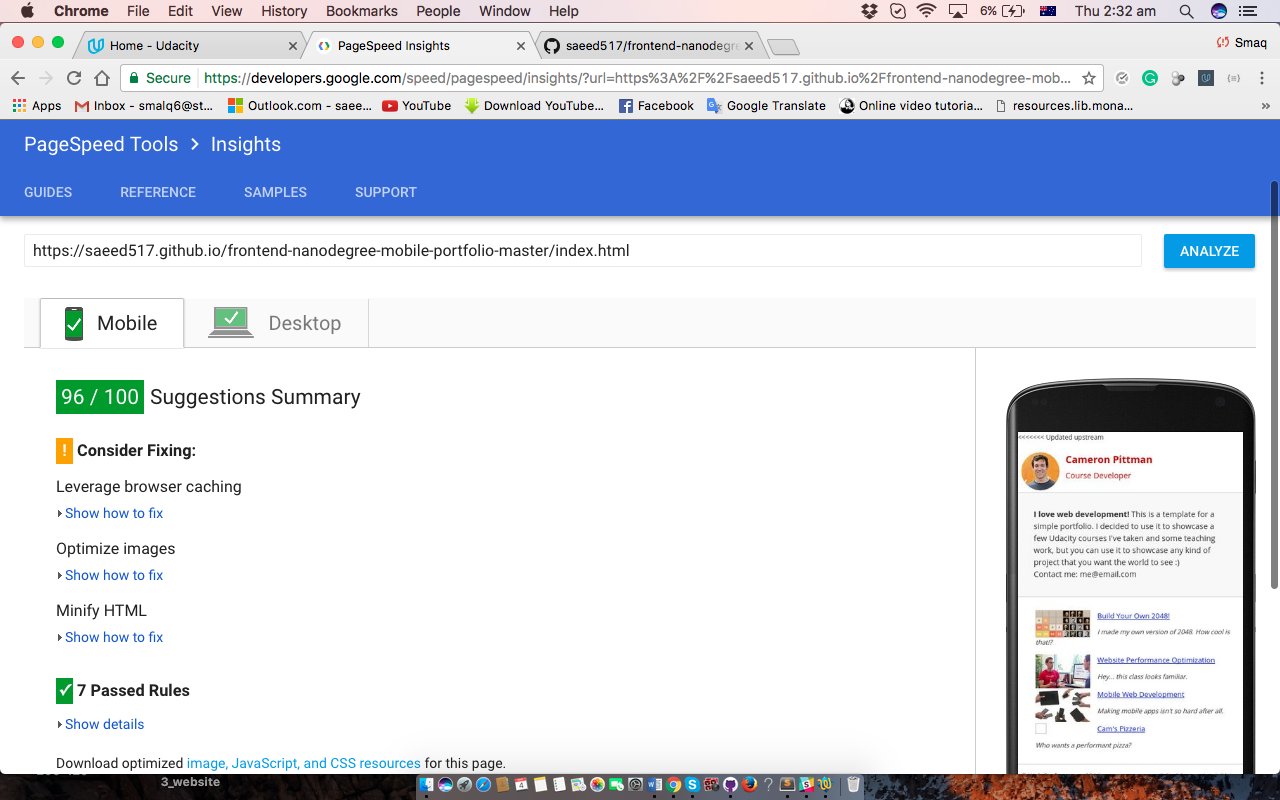 Chrome File Edit View History Bookmarks People Window Help 6% Thu 2:32 am
Home - Udacity PageSpeed Insights saeed517/frontend-nanodegre Smaq
Secure https://developers.google.com/speed/pagespeed/insights/?url=https%3A%2F%2Fsaeed517.github.io%2Ffrontend-nanodegree-mob...
Apps Inbox - smalq6@st... Outlook.com - saee... YouTube Download YouTube... Facebook Google Translate Online video tutoria... resources.lib.mona... »
PageSpeed Tools > Insights
GUIDES REFERENCE SAMPLES SUPPORT
https://saeed517.github.io/frontend-nanodegree-mobile-portfolio-master/index.html ANALYZE
Mobile Desktop
96 / 100 Suggestions Summary
! Consider Fixing:
Leverage browser caching
Show how to fix
Optimize images
Show how to fix
Minify HTML
Show how to fix
7 Passed Rules
Show details
Download optimized image, JavaScript, and CSS resources for this page.
<<<<<<< Updated upstream
Cameron Pittman
Course Developer
I love web development! This is a template for a
simple portfolio. I decided to use it to showcase a
few Udacity courses I've taken and some teaching
work, but you can use it to showcase any kind of
project that you want the world to see :)
Contact me: me@email.com
Build Your Own 2048!
I made my own version of 2048. How cool is
that!?
Website Performance Optimization
Hey... this class looks familiar.
Mobile Web Development
Making mobile apps isn't so hard after all.
Cam's Pizzeria
Who wants a performant pizza?
3_website